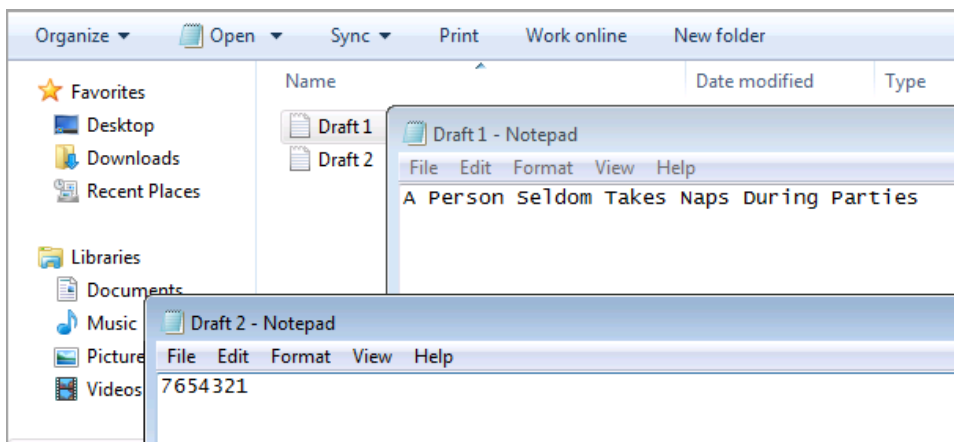 Organize Open Sync Print Work online New folder
Favorites
Desktop
Downloads
Recent Places
Libraries
Documents
Music
Picture
Videos
Name Date modified Type
Draft 1
Draft 2
Draft 1 - Notepad
File Edit Format View Help
A Person Seldom Takes Naps During Parties
Draft 2 - Notepad
File Edit Format View Help
7654321